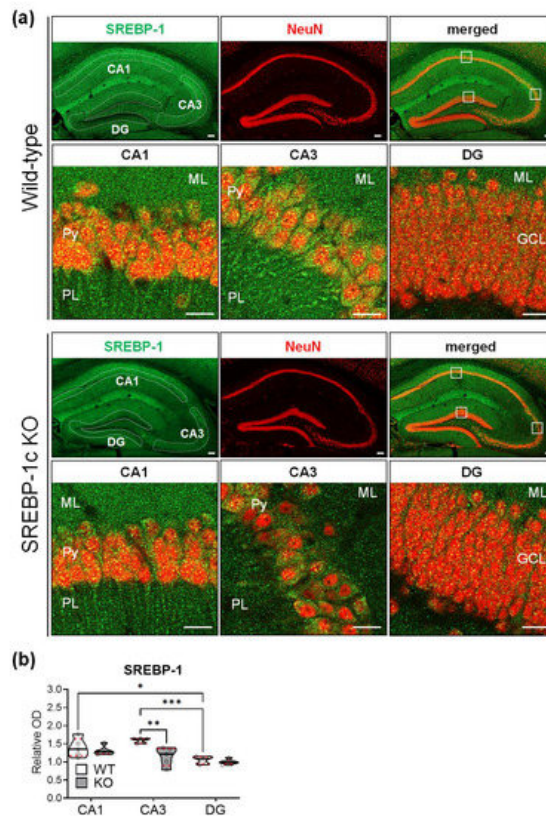 (a)
SREBP-1 NeuN merged
Wild-type
CA1
CA3
DG
CA1 CA3 DG
ML ML ML
Py GCL
PL PL
SREBP-1 NeuN merged
SREBP-1c KO
CA1
CA3
DG
CA1 CA3 DG
ML Py ML ML
Py GCL
PL PL
(b)
SREBP-1
*
***
**
Relative OD
3.0
2.5
2.0
1.5
1.0
0.5
0.0
WT
KO
CA1 CA3 DG